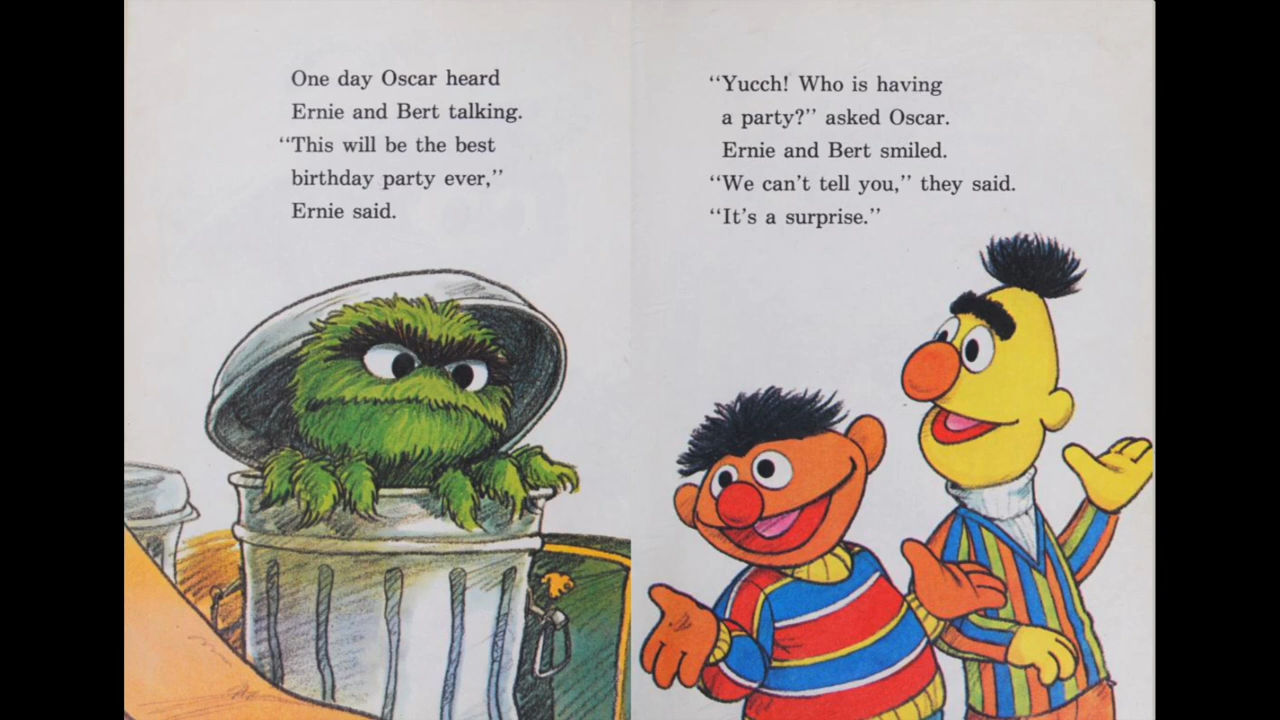 One day Oscar heard
Ernie and Bert talking.
‘‘This will be the best
birthday party ever,’’
Ernie said.
‘‘Yucch! Who is having
a party?’’ asked Oscar.
Ernie and Bert smiled.
‘‘We can't tell you,’’ they said.
‘‘It's a surprise.’’